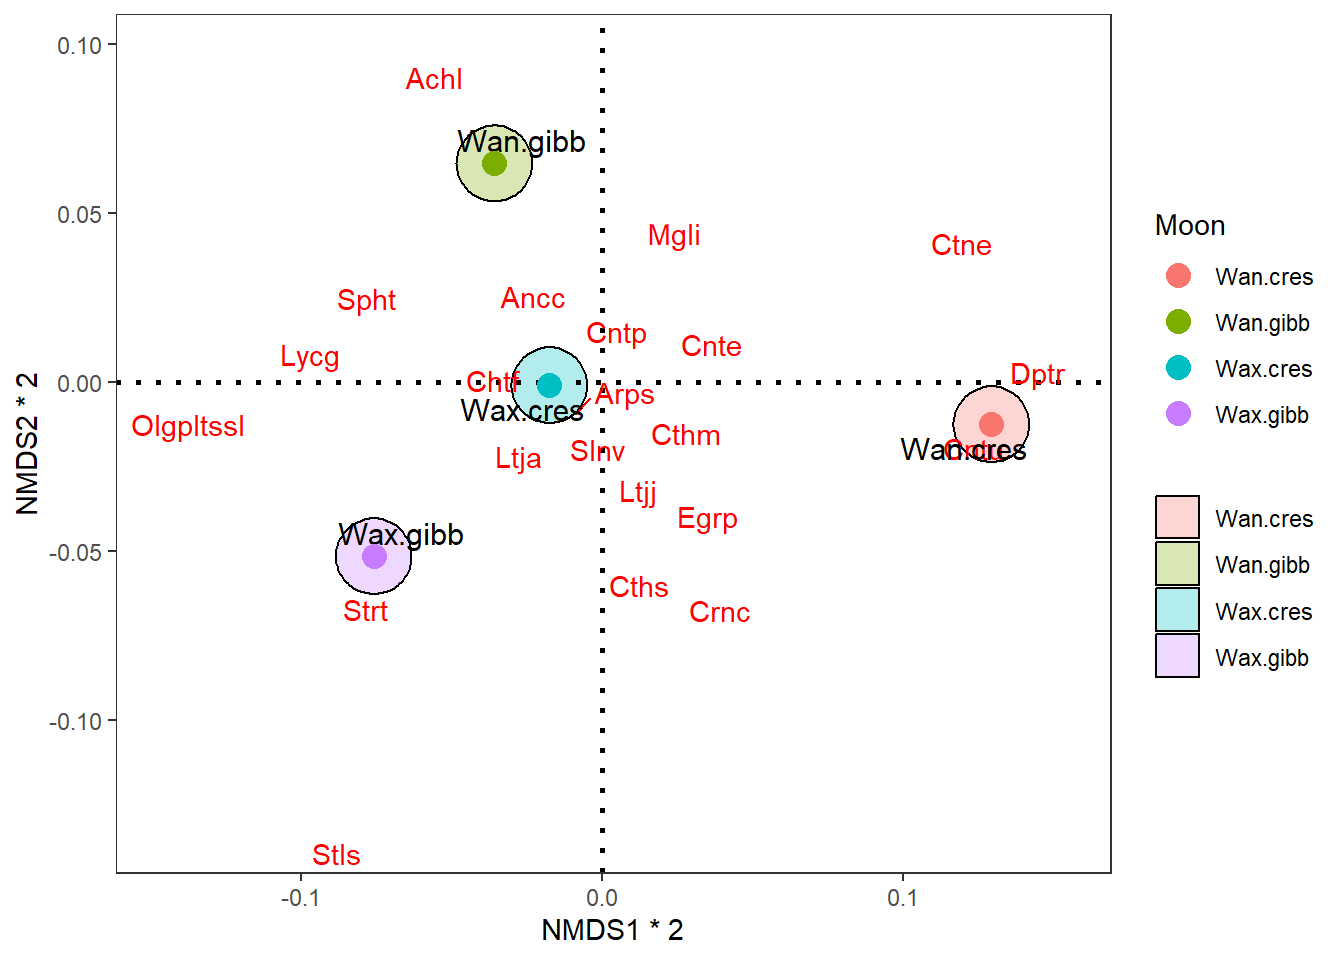 0.10
0.05
0.00
-0.05
-0.10
NMDS2 * 2
Achl
Wan.gibb
Mgli
Ctne
Spht
Ancc
Cntp
Cnte
Lycg
Chtf
Dptr
Arps
Wax.cres
Olgpltssl
Cthm
Slnv
Wan.cres
Ltja
Ltjj
Egrp
Wax.gibb
Cths
Strt
Crnc
Stls
-0.1
0.0
0.1
NMDS1 * 2
Moon
Wan.cres
Wan.gibb
Wax.cres
Wax.gibb
Wan.cres
Wan.gibb
Wax.cres
Wax.gibb